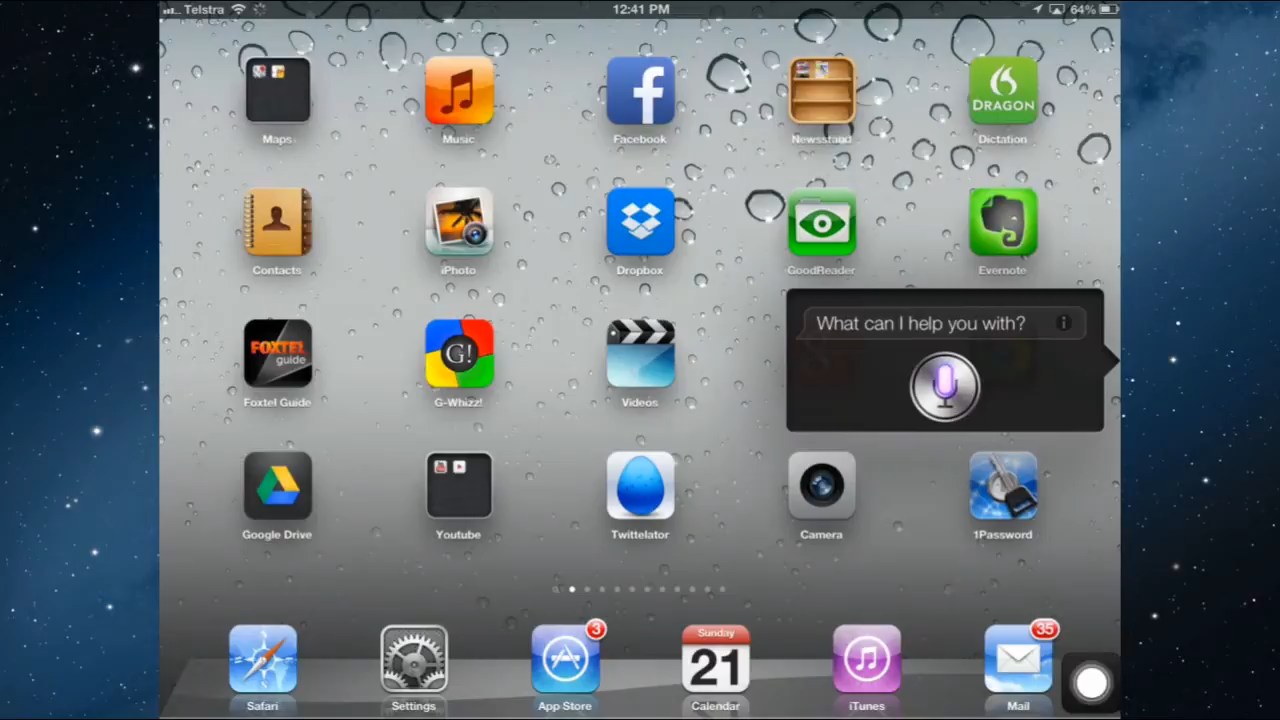 Telstra
12:41 PM
64%
DRAGON
Maps
Music
Facebook
Newsstand
Dictation
Contacts
iPhoto
Dropbox
GoodReader
Evernote
What can I help you with?
FOXTEL
guide
G!
Foxtel Guide
G-Whizz!
Videos
Google Drive
Youtube
Twittelator
Camera
1Password
3
Sunday
35
21
Safari
Settings
App Store
Calendar
iTunes
Mail